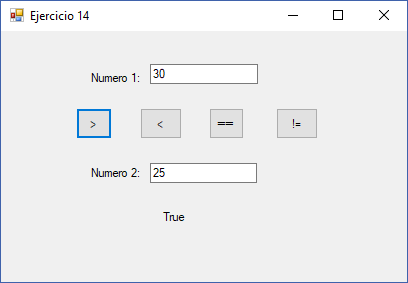 Ejercicio 14
Numero 1: 30
> < == !=
Numero 2: 25
True